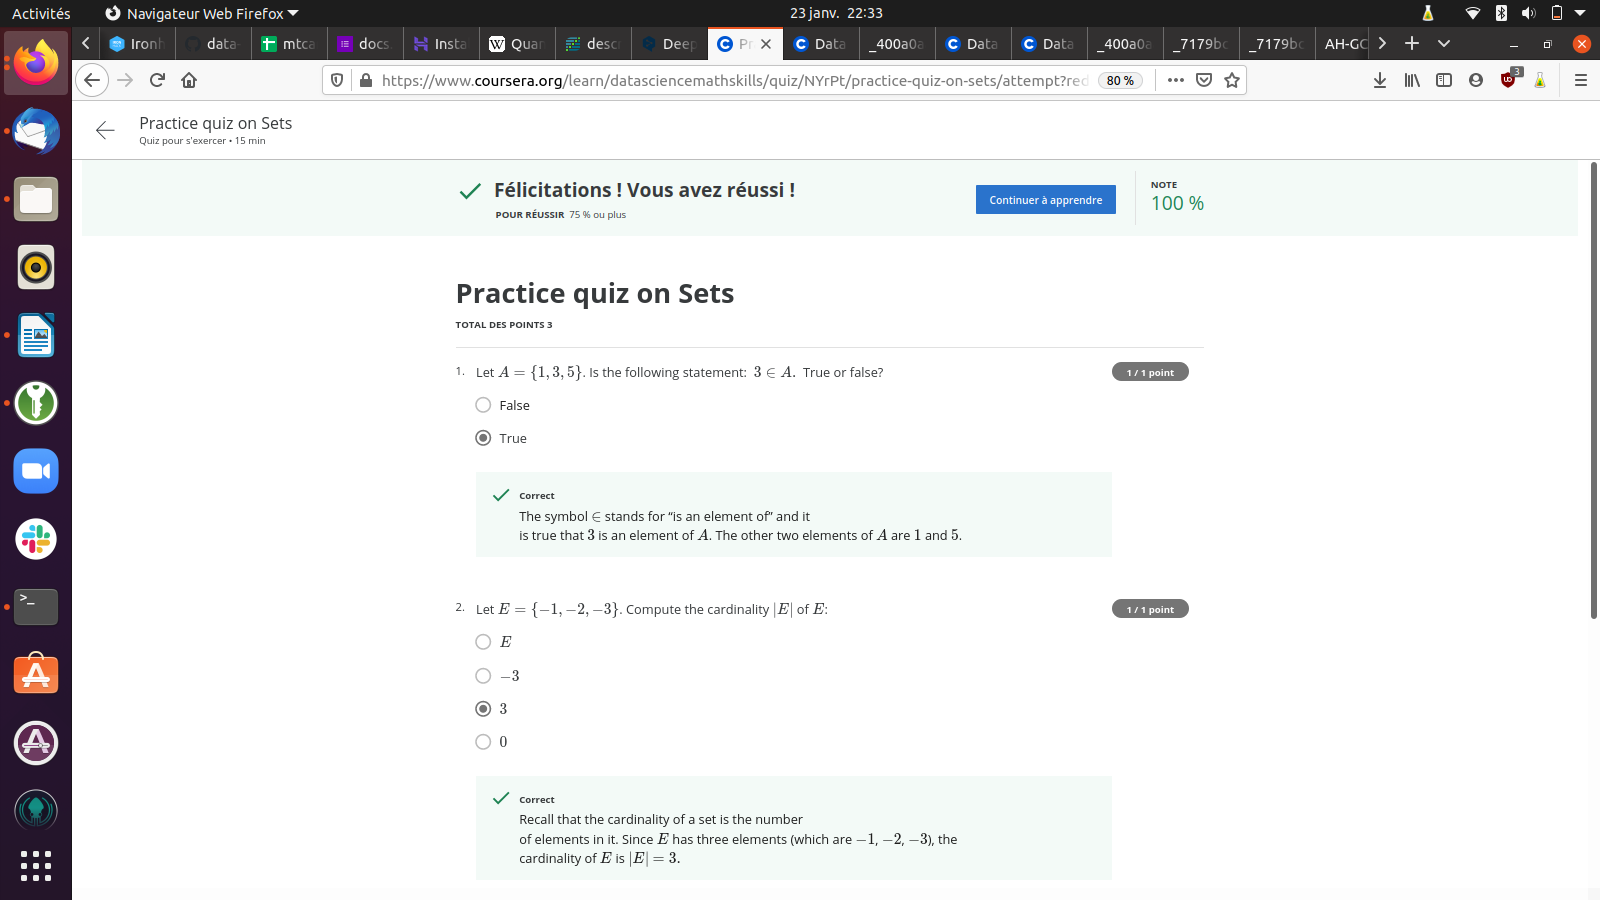 Activités
Navigateur Web Firefox
23 janv.  22:33
Ironh
data-
mtca
docs.
Insta
Quar
descr
Deep
Pr
Data
_400a0a
Data
Data
_400a0a
_7179bc
_7179bc
AH-GC
https://www.coursera.org/learn/datasciencemathskills/quiz/NYrPt/practice-quiz-on-sets/attempt?red
80 %
3
Practice quiz on Sets
Quiz pour s'exercer • 15 min
Félicitations ! Vous avez réussi !
POUR RÉUSSIR 75 % ou plus
Continuer à apprendre
NOTE
100 %
Practice quiz on Sets
TOTAL DES POINTS 3
1. Let A = {1, 3, 5}. Is the following statement: 3 ∈ A. True or false?
1 / 1 point
False
True
Correct
The symbol ∈ stands for “is an element of” and it
is true that 3 is an element of A. The other two elements of A are 1 and 5.
2. Let E = {−1, −2, −3}. Compute the cardinality |E| of E:
1 / 1 point
E
−3
3
0
Correct
Recall that the cardinality of a set is the number
of elements in it. Since E has three elements (which are −1, −2, −3), the
cardinality of E is |E| = 3.